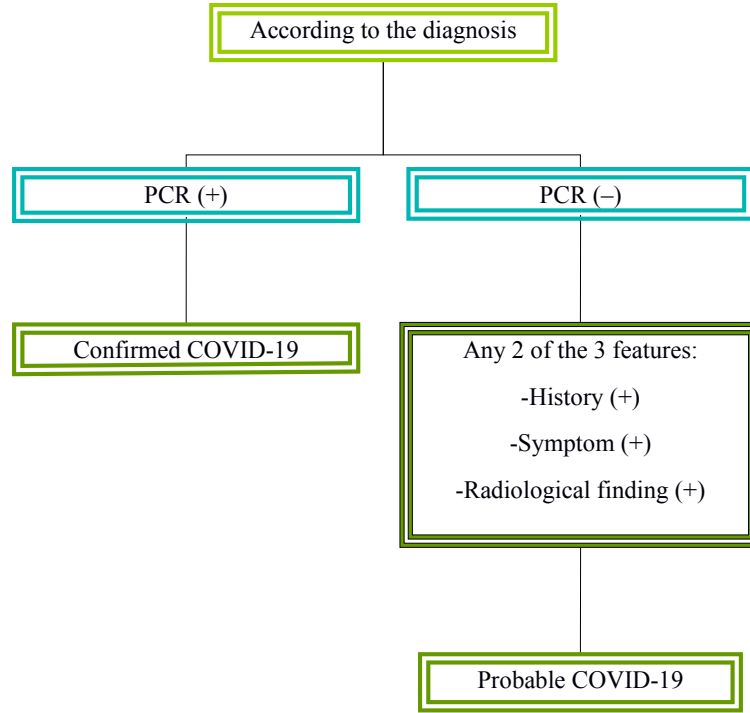 According to the diagnosis
PCR (+)
PCR (–)
Confirmed COVID-19
Any 2 of the 3 features:
-History (+)
-Symptom (+)
-Radiological finding (+)
Probable COVID-19